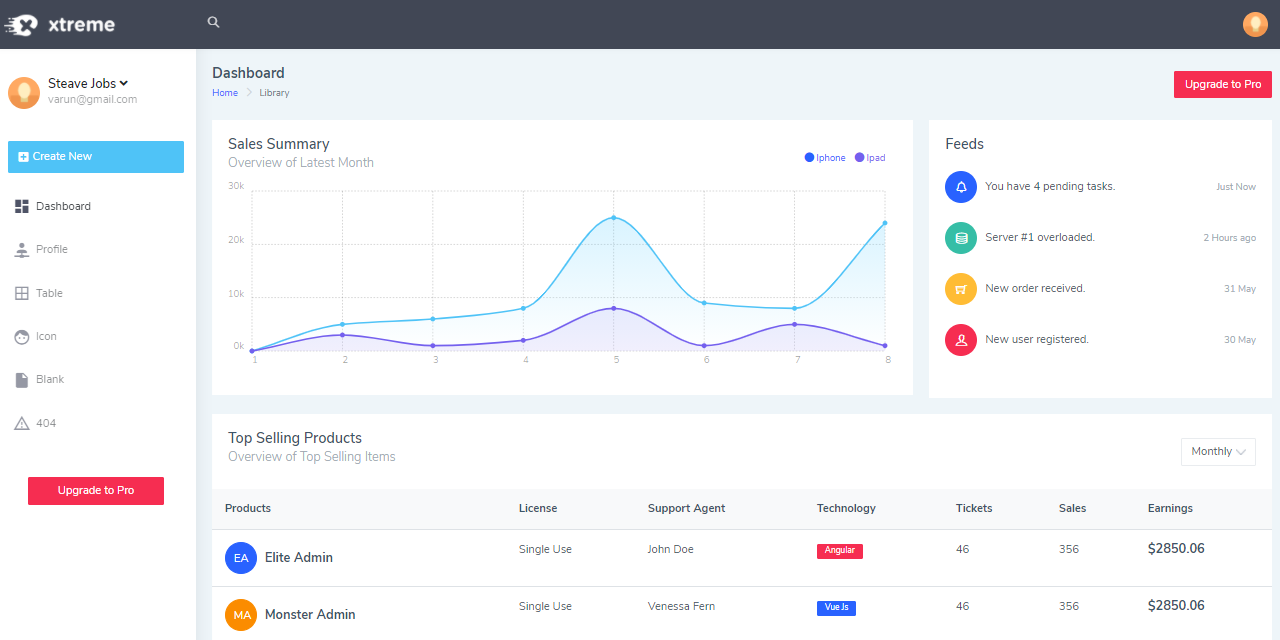 xtreme
Steave Jobs
varun@gmail.com
Create New
Dashboard
Profile
Table
Icon
Blank
404
Upgrade to Pro
Dashboard
Home Library
Upgrade to Pro
Sales Summary
Overview of Latest Month
Iphone Ipad
30k
20k
10k
0k
1 2 3 4 5 6 7 8
Feeds
You have 4 pending tasks. Just Now
Server #1 overloaded. 2 Hours ago
New order received. 31 May
New user registered. 30 May
Top Selling Products
Overview of Top Selling Items
Monthly
Products License Support Agent Technology Tickets Sales Earnings
EA Elite Admin Single Use John Doe Angular 46 356 $2850.06
MA Monster Admin Single Use Venessa Fern Vue Js 46 356 $2850.06